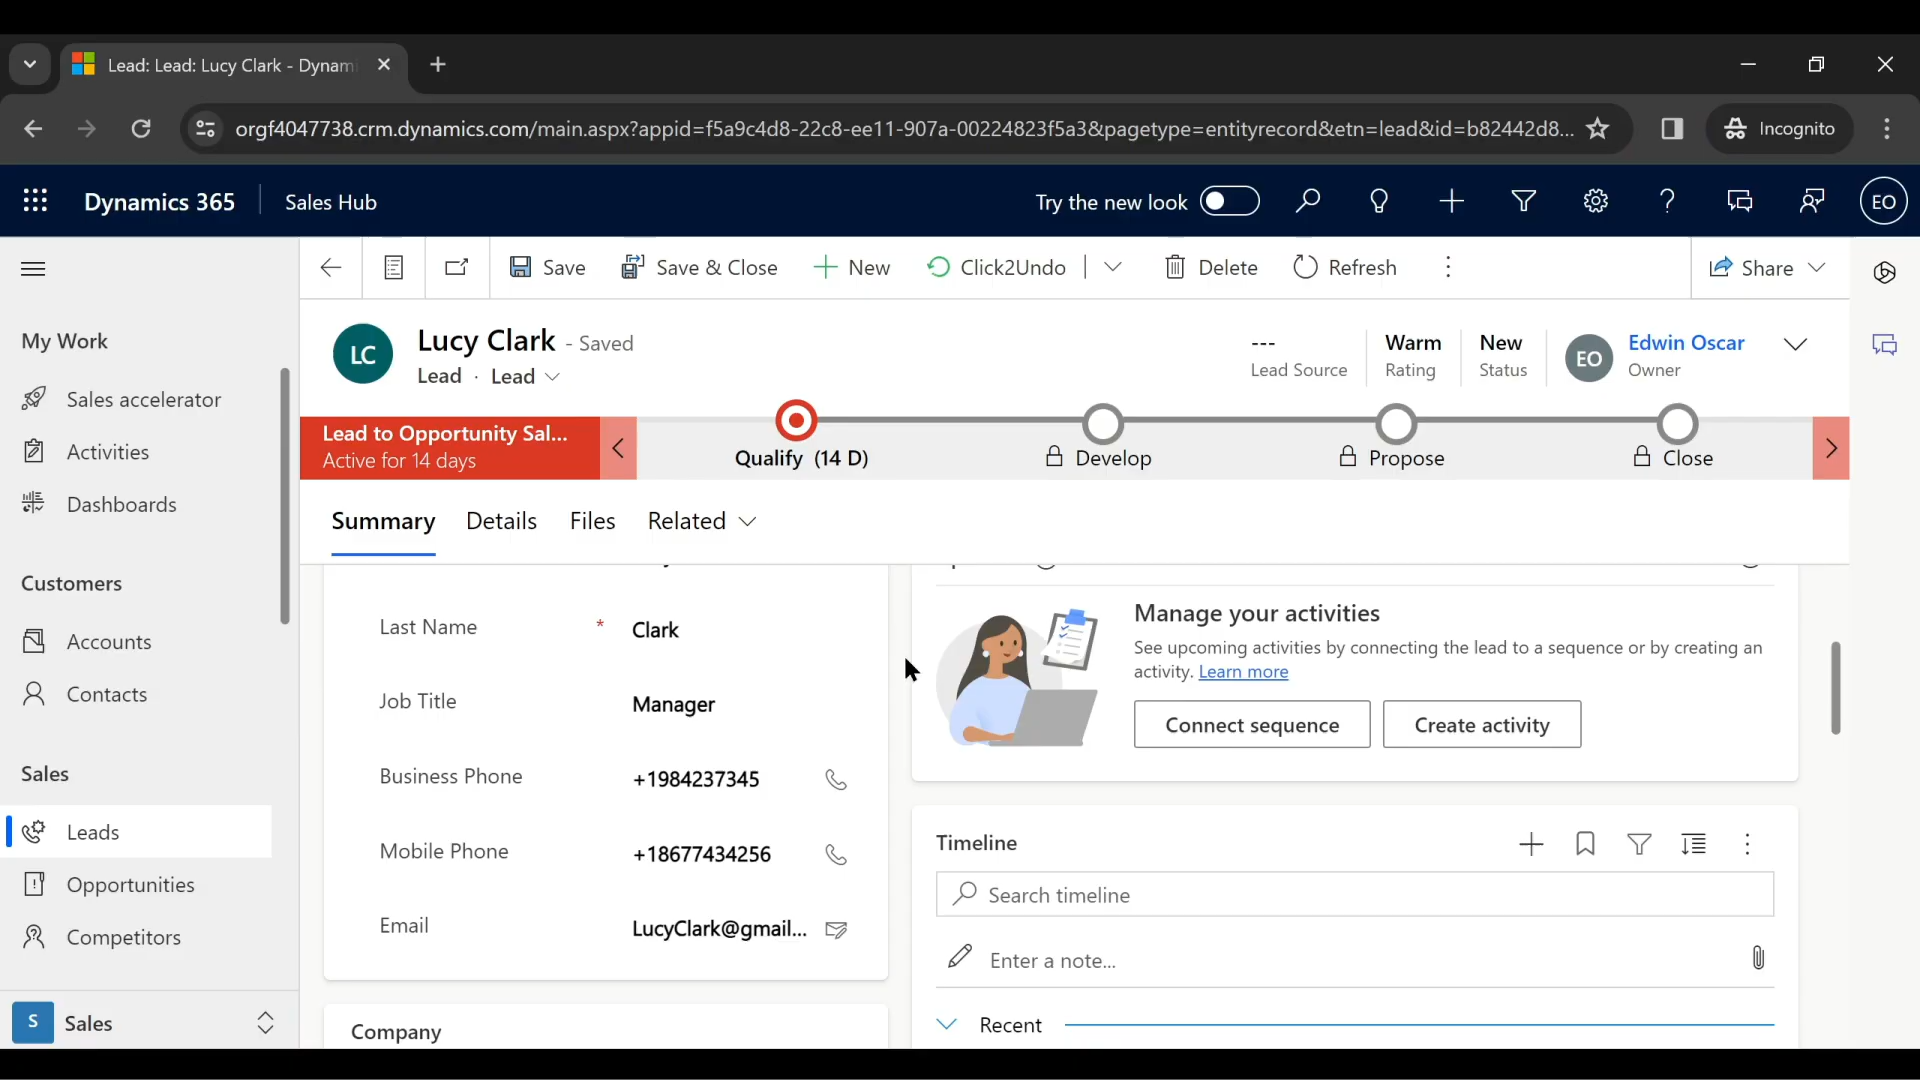 Lead: Lead: Lucy Clark - Dynami
orgf4047738.crm.dynamics.com/main.aspx?appid=f5a9c4d8-22c8-ee11-907a-00224823f5a3&pagetype=entityrecord&etn=lead&id=b82442d8...
Incognito
Dynamics 365
Sales Hub
Try the new look
EO
Save
Save & Close
New
Click2Undo
Delete
Refresh
Share
My Work
Sales accelerator
Activities
Dashboards
Customers
Accounts
Contacts
Sales
Leads
Opportunities
Competitors
S
Sales
LC
Lucy Clark - Saved
Lead · Lead
---
Lead Source
Warm
Rating
New
Status
EO
Edwin Oscar
Owner
Lead to Opportunity Sal...
Active for 14 days
Qualify (14 D)
Develop
Propose
Close
Summary
Details
Files
Related
Last Name
*
Clark
Job Title
Manager
Business Phone
+1984237345
Mobile Phone
+18677434256
Email
LucyClark@gmail...
Company
Manage your activities
See upcoming activities by connecting the lead to a sequence or by creating an
activity. Learn more
Connect sequence
Create activity
Timeline
Search timeline
Enter a note...
Recent